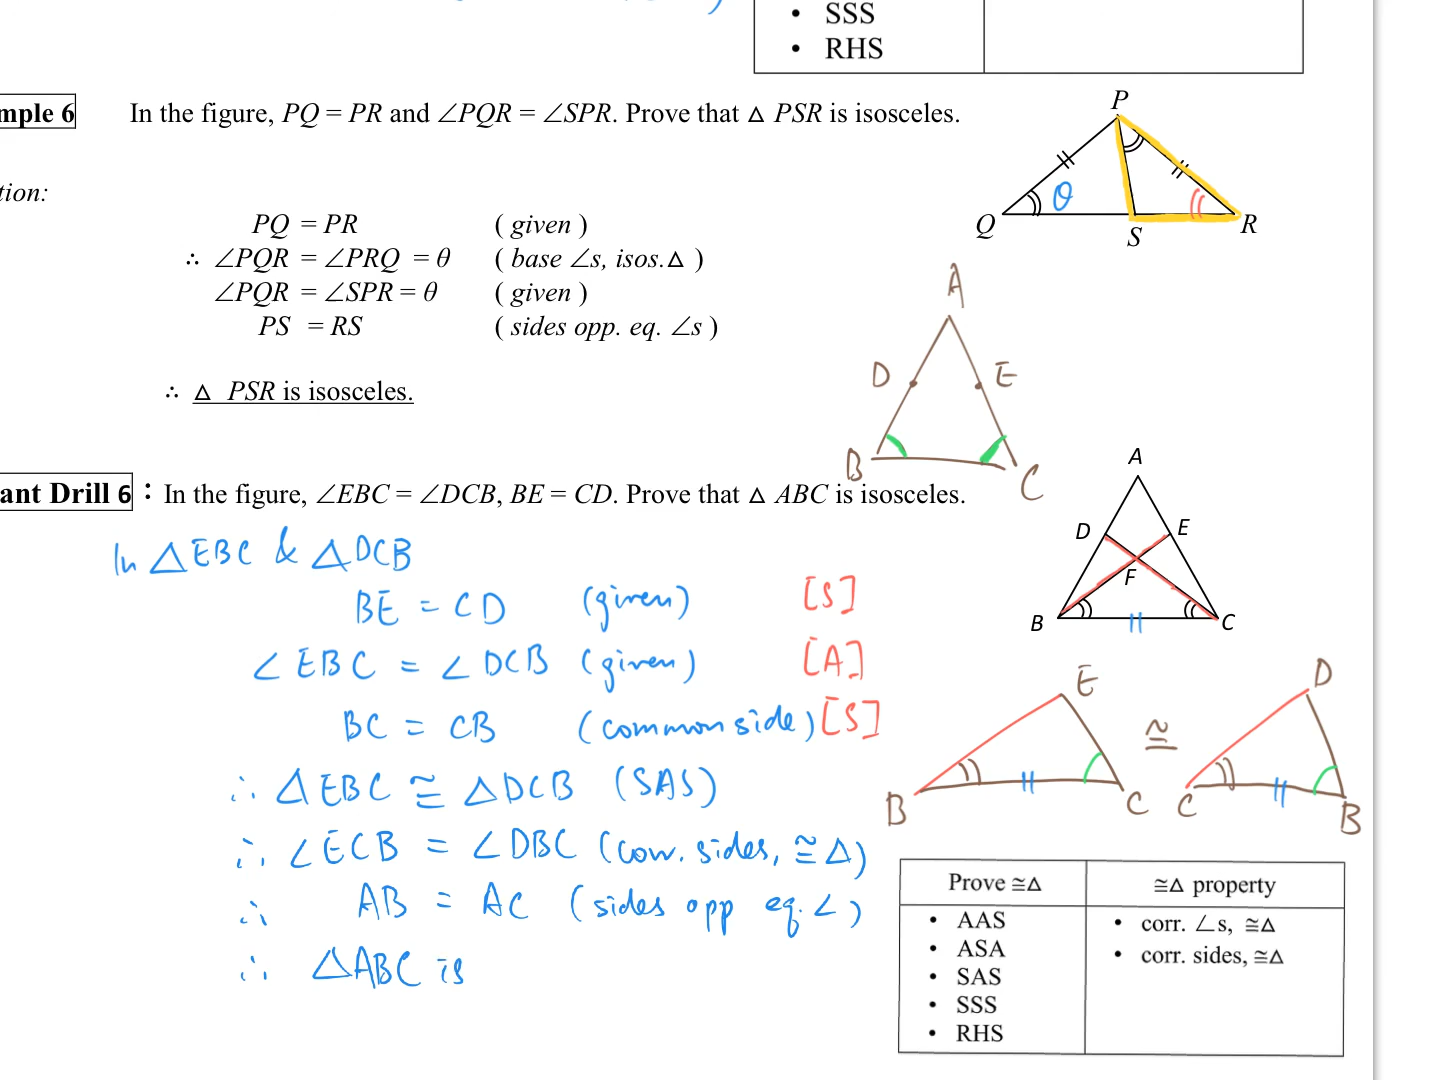 • SSS
• RHS
mple 6 In the figure, PQ = PR and ∠PQR = ∠SPR. Prove that △ PSR is isosceles.
P
Q
θ
S
R
tion:
PQ = PR ( given )
∴ ∠PQR = ∠PRQ = θ ( base ∠s, isos.△ )
∠PQR = ∠SPR = θ ( given )
PS = RS ( sides opp. eq. ∠s )
∴ △ PSR is isosceles.
A
D E
B C
ant Drill 6 : In the figure, ∠EBC = ∠DCB, BE = CD. Prove that △ ABC is isosceles.
A
D E
F
B C
In △EBC & △DCB
BE = CD (given) [S]
∠EBC = ∠DCB (given) [A]
BC = CB (common side) [S]
∴ △EBC ≅ △DCB (SAS)
∴ ∠ECB = ∠DBC (corr. sides, ≅△)
∴ AB = AC (sides opp eq. ∠)
∴ △ABC is
E
B C
≅
D
C B
Prove ≅△ ≅△ property
• AAS • corr. ∠s, ≅△
• ASA • corr. sides, ≅△
• SAS
• SSS
• RHS